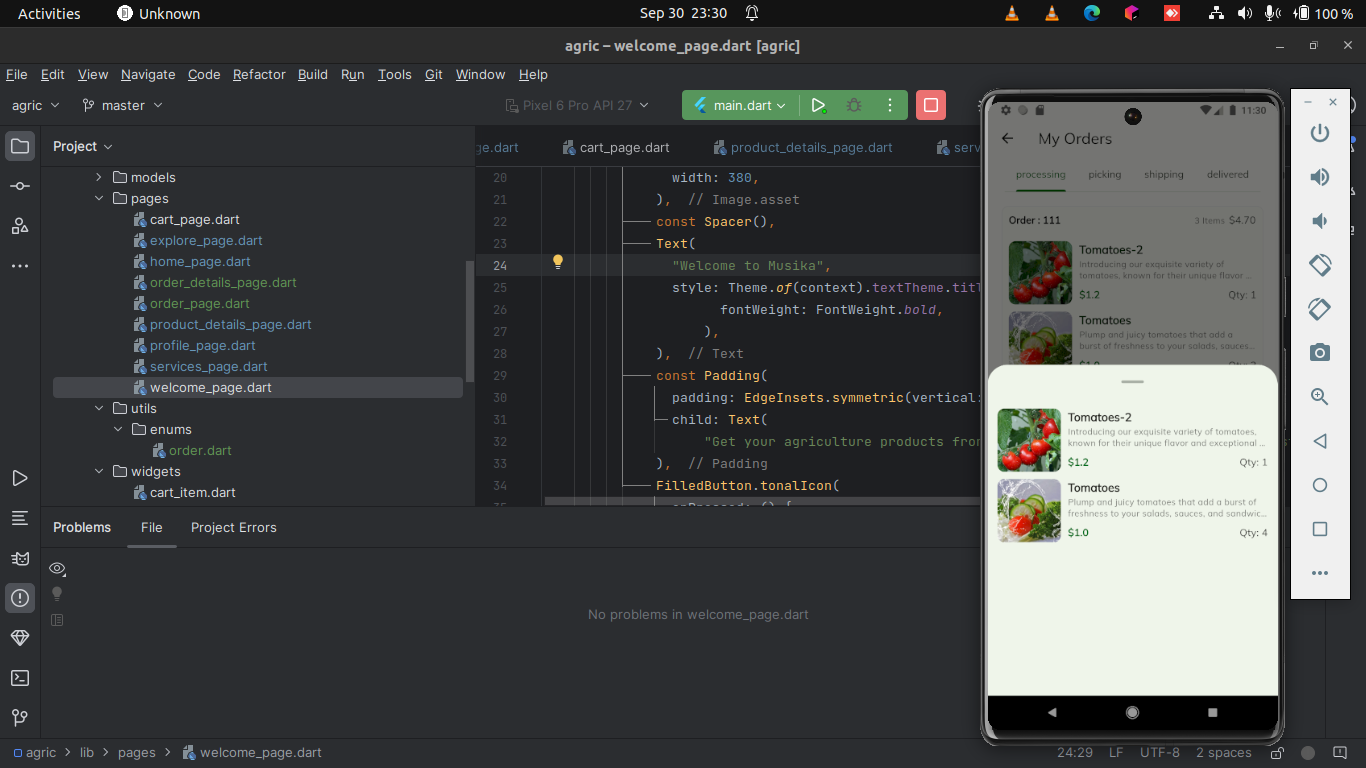 Activities
Unknown
Sep 30 23:30
100 %
agric – welcome_page.dart [agric]
File Edit View Navigate Code Refactor Build Run Tools Git Window Help
agric
master
Pixel 6 Pro API 27
main.dart
Project
ge.dart
cart_page.dart
product_details_page.dart
serv
models
pages
cart_page.dart
explore_page.dart
home_page.dart
order_details_page.dart
order_page.dart
product_details_page.dart
profile_page.dart
services_page.dart
welcome_page.dart
utils
enums
order.dart
widgets
cart_item.dart
20 width: 380,
21 ), // Image.asset
22 const Spacer(),
23 Text(
24 "Welcome to Musika",
25 style: Theme.of(context).textTheme.titl
26 fontWeight: FontWeight.bold,
27 ),
28 ), // Text
29 const Padding(
30 padding: EdgeInsets.symmetric(vertical:
31 child: Text(
32 "Get your agriculture products from
33 ), // Padding
34 FilledButton.tonalIcon(
Problems File Project Errors
No problems in welcome_page.dart
agric > lib > pages > welcome_page.dart
24:29 LF UTF-8 2 spaces
11:30
My Orders
processing picking shipping delivered
Order : 111 3 Items $4.70
Tomatoes-2
Introducing our exquisite variety of
tomatoes, known for their unique flavor ...
$1.2 Qty: 1
Tomatoes
Plump and juicy tomatoes that add a
burst of freshness to your salads, sauces...
Tomatoes-2
Introducing our exquisite variety of tomatoes,
known for their unique flavor and exceptional ...
$1.2 Qty: 1
Tomatoes
Plump and juicy tomatoes that add a burst of
freshness to your salads, sauces, and sandwic...
$1.0 Qty: 4